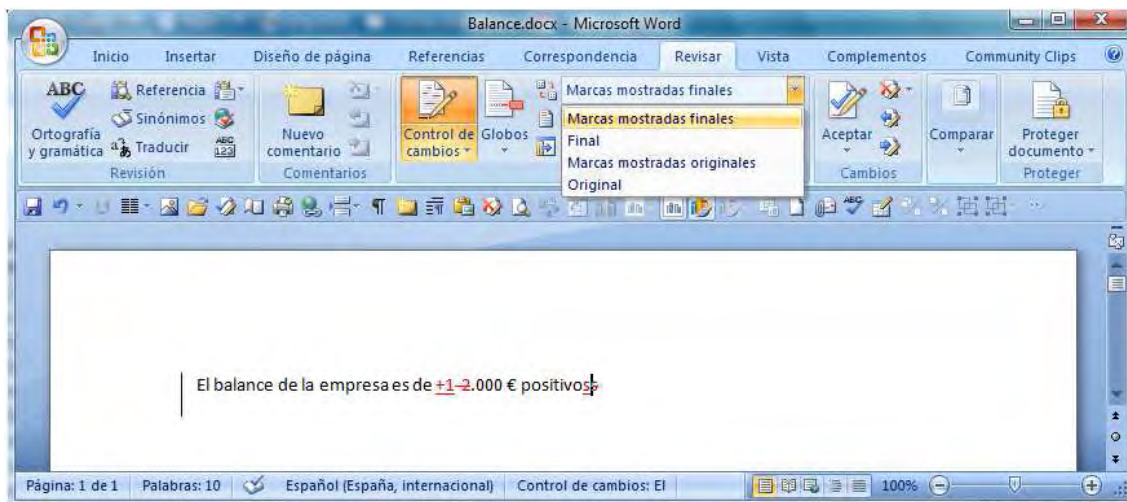 Balance.docx - Microsoft Word
Inicio Insertar Diseño de página Referencias Correspondencia Revisar Vista Complementos Community Clips
ABC Ortografía y gramática
Referencia
Sinónimos
Traducir
ABC 123
Revisión
Nuevo comentario
Comentarios
Control de cambios
Globos
Marcas mostradas finales
Marcas mostradas finales
Final
Marcas mostradas originales
Original
Aceptar
Cambios
Comparar
Proteger documento
Proteger
El balance de la empresa es de +1-2.000 € positivoss
Página: 1 de 1 Palabras: 10 Español (España, internacional) Control de cambios: El 100%